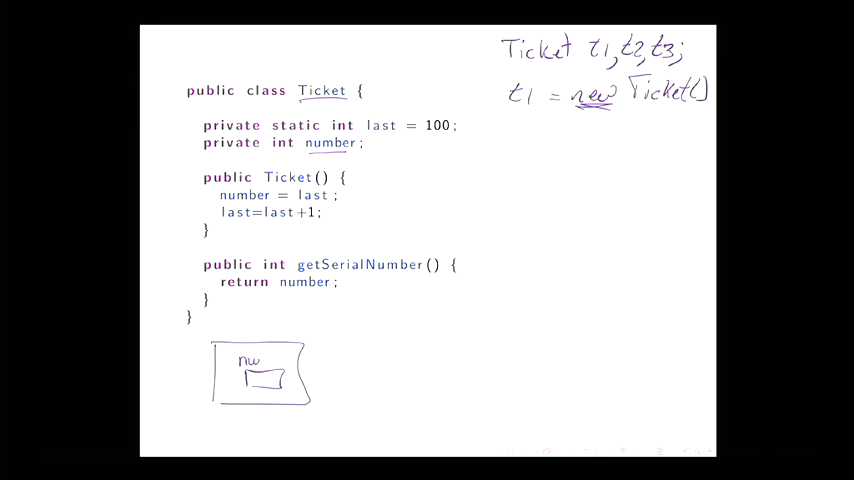 Ticket t1,t2,t3;
t1 = new Ticket()
public class Ticket {
private static int last = 100;
private int number;
public Ticket() {
number = last ;
last=last+1;
}
public int getSerialNumber() {
return number;
}
}
nu